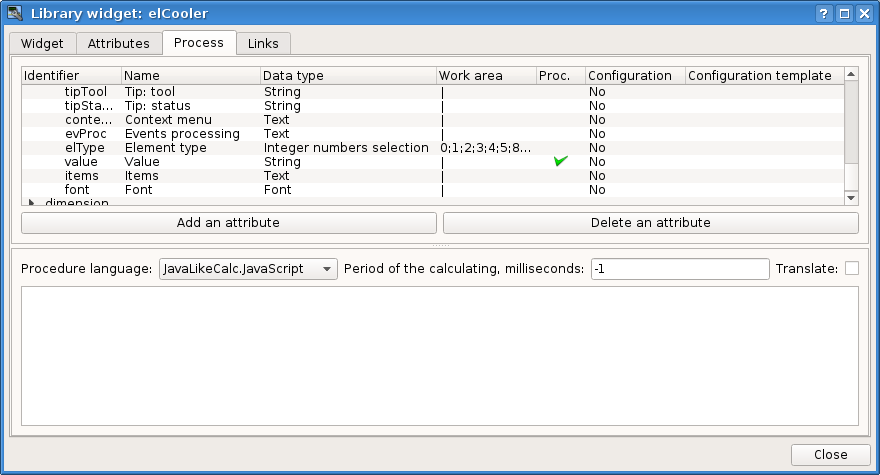 Library widget: elCooler
Widget Attributes Process Links
Identifier Name Data type Work area Proc. Configuration Configuration template
tipTool Tip: tool String | No
tipSta... Tip: status String | No
conte... Context menu Text | No
evProc Events processing Text | No
elType Element type Integer numbers selection 0;1;2;3;4;5;8... No
value Value String | No
items Items Text | No
font Font Font | No
dimension
Add an attribute Delete an attribute
Procedure language: JavaLikeCalc.JavaScript Period of the calculating, milliseconds: -1 Translate:
Close